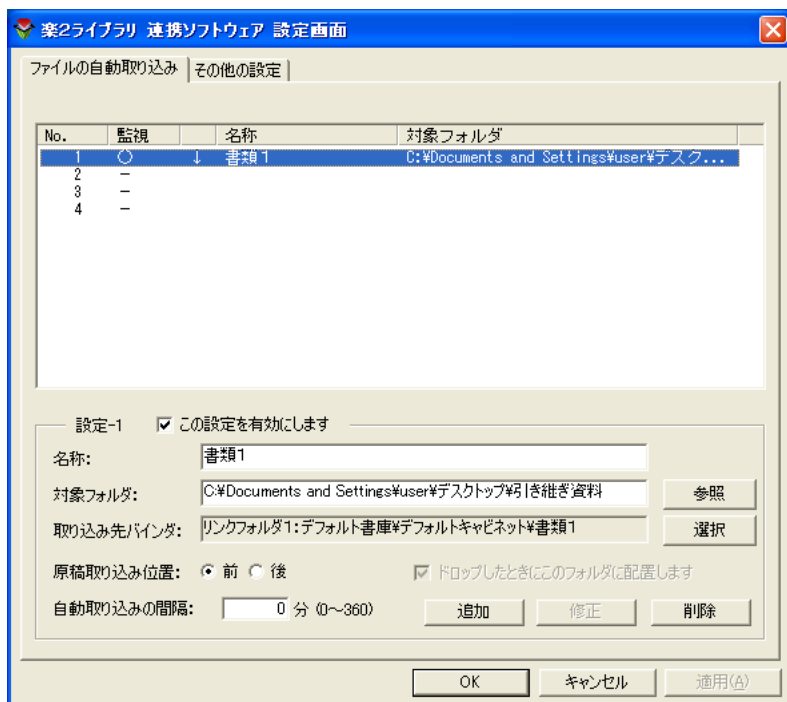 楽2ライブラリ 連携ソフトウェア 設定画面
ファイルの自動取り込み その他の設定
No. 監視 名称 対象フォルダ
1 ○ ↓ 書類1 C:¥Documents and Settings¥user¥デスク...
2 −
3 −
4 −
設定-1 この設定を有効にします
名称: 書類1
対象フォルダ: C:¥Documents and Settings¥user¥デスクトップ¥引き継ぎ資料 参照
取り込み先バインダ: リンクフォルダ1:デフォルト書庫¥デフォルトキャビネット¥書類1 選択
原稿取り込み位置: 前 後 ドロップしたときにこのフォルダに配置します
自動取り込みの間隔: 0 分 (0〜360) 追加 修正 削除
OK キャンセル 適用(A)